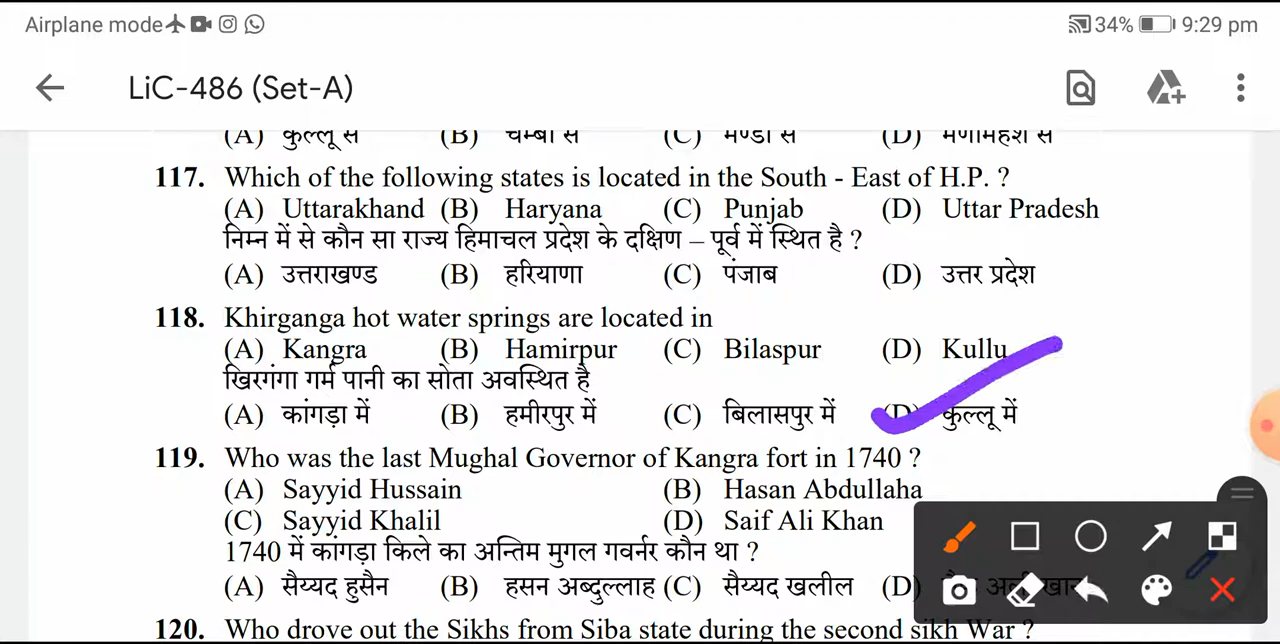 Airplane mode 34% 9:29 pm
LiC-486 (Set-A)
(A) कुल्लू से (B) चम्बा से (C) मण्डी से (D) मणीमहेश से
117. Which of the following states is located in the South - East of H.P. ?
(A) Uttarakhand (B) Haryana (C) Punjab (D) Uttar Pradesh
निम्न में से कौन सा राज्य हिमाचल प्रदेश के दक्षिण – पूर्व में स्थित है ?
(A) उत्तराखण्ड (B) हरियाणा (C) पंजाब (D) उत्तर प्रदेश
118. Khirganga hot water springs are located in
(A) Kangra (B) Hamirpur (C) Bilaspur (D) Kullu
खिरगंगा गर्म पानी का सोता अवस्थित है
(A) कांगड़ा में (B) हमीरपुर में (C) बिलासपुर में (D) कुल्लू में
119. Who was the last Mughal Governor of Kangra fort in 1740 ?
(A) Sayyid Hussain (B) Hasan Abdullaha
(C) Sayyid Khalil (D) Saif Ali Khan
1740 में कांगड़ा किले का अन्तिम मुगल गवर्नर कौन था ?
(A) सैय्यद हुसैन (B) हसन अब्दुल्लाह (C) सैय्यद खलील (D) अली खान
120. Who drove out the Sikhs from Siba state during the second sikh War ?